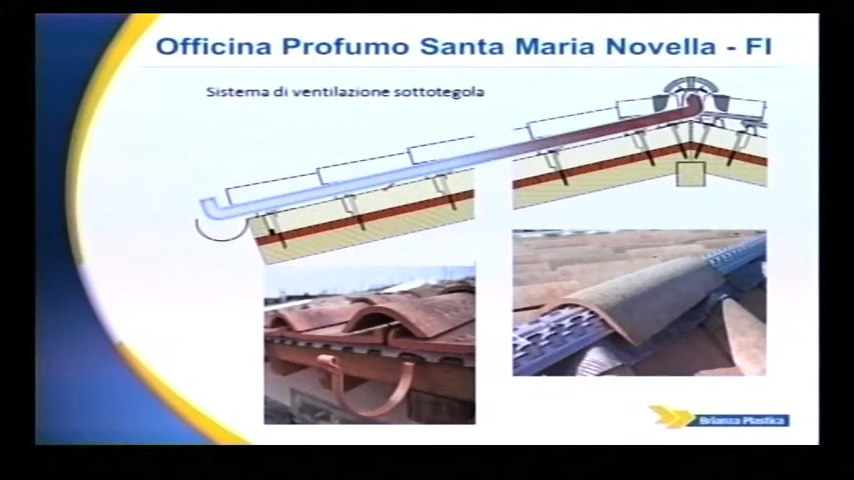 Officina Profumo Santa Maria Novella - FI
Sistema di ventilazione sottotegola
Brianza Plastica